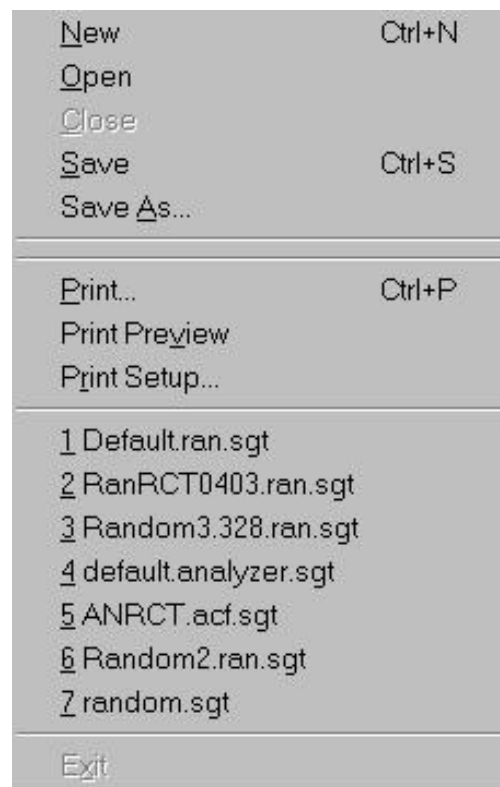 New Ctrl+N
Open
Close
Save Ctrl+S
Save As...
Print... Ctrl+P
Print Preview
Print Setup...
1 Default.ran.sgt
2 RanRCT0403.ran.sgt
3 Random3.328.ran.sgt
4 default.analyzer.sgt
5 ANRCT.acf.sgt
6 Random2.ran.sgt
7 random.sgt
Exit